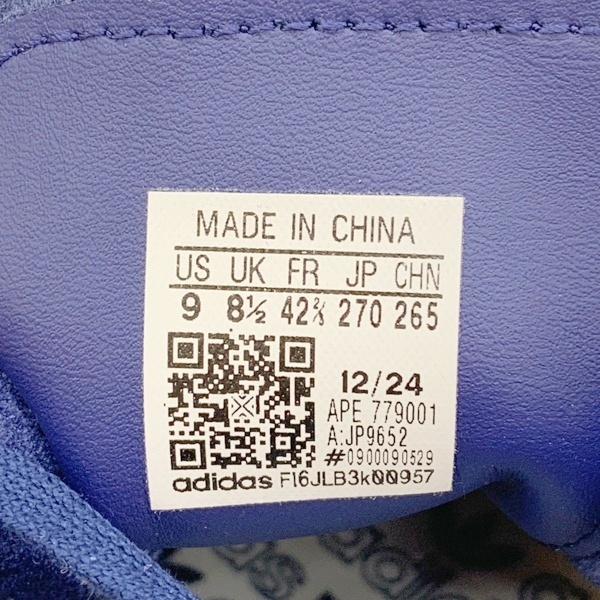 MADE IN CHINA
US UK FR JP CHN
9 8½ 42⅔ 270 265
12/24
APE 779001
A:JP9652
#0900090529
adidas F16JLB3k00957